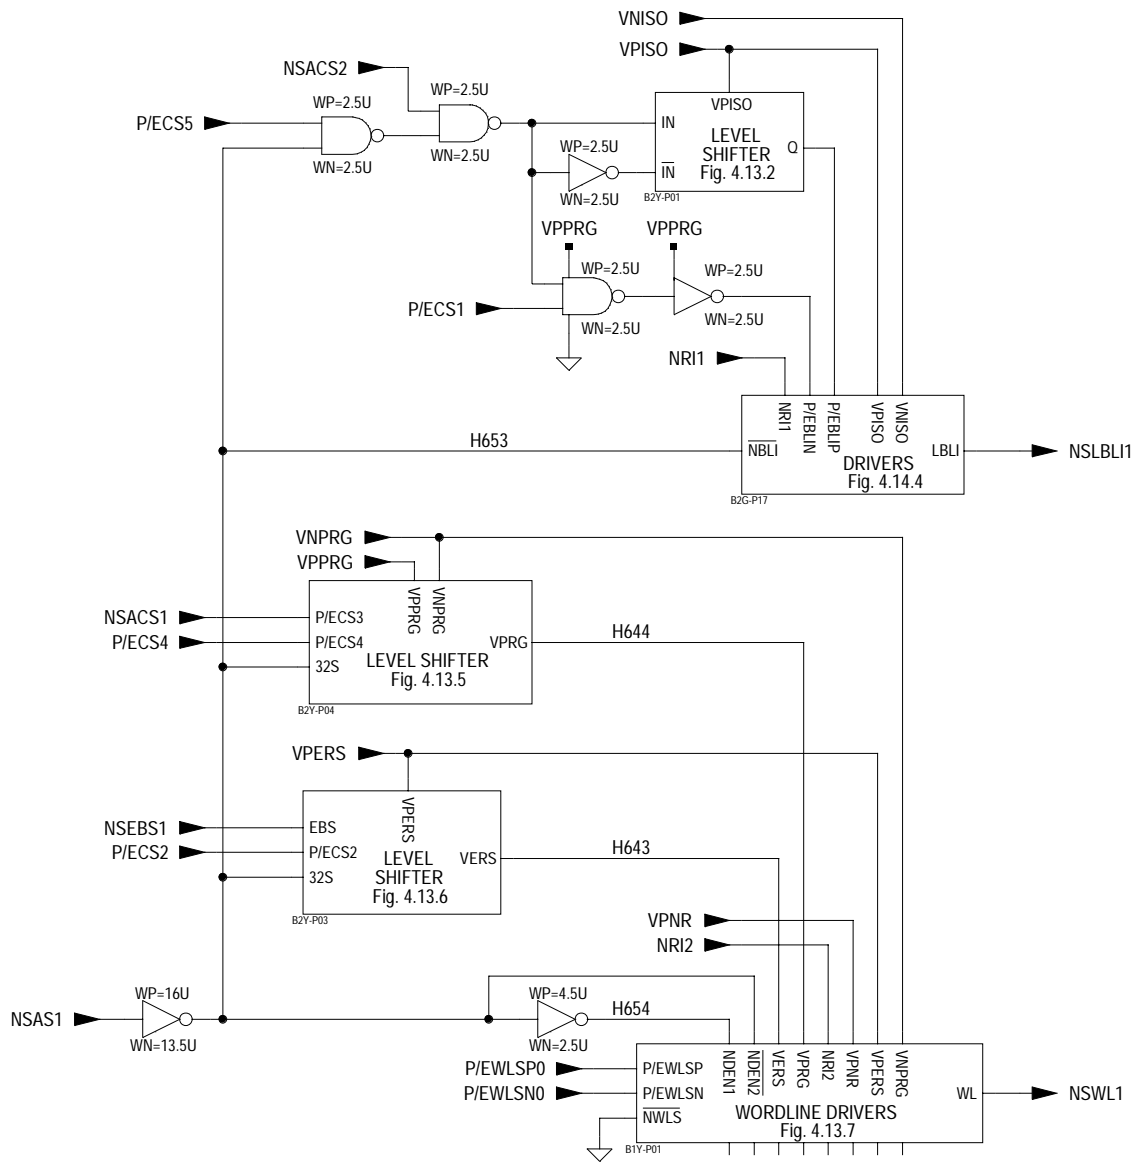 VNISO
VPISO
NSACS2
WP=2.5U
WP=2.5U
P/ECS5
WN=2.5U
WN=2.5U
VPISO
IN
LEVEL
SHIFTER
Fig. 4.13.2
Q
IN
B2Y-P01
WP=2.5U
WN=2.5U
VPPRG
VPPRG
WP=2.5U
WP=2.5U
P/ECS1
WN=2.5U
WN=2.5U
NRI1
NRI1
P/EBLIN
P/EBLIP
VPISO
VNISO
H653
NBLI
DRIVERS
Fig. 4.14.4
LBLI
NSLBLI1
B2G-P17
VNPRG
VPPRG
VPPRG
VNPRG
NSACS1
P/ECS3
P/ECS4
P/ECS4
32S
VPRG
LEVEL SHIFTER
Fig. 4.13.5
B2Y-P04
H644
VPERS
VPERS
NSEBS1
EBS
P/ECS2
P/ECS2
32S
VERS
LEVEL
SHIFTER
Fig. 4.13.6
B2Y-P03
H643
VPNR
NRI2
NSAS1
WP=16U
WN=13.5U
WP=4.5U
WN=2.5U
H654
P/EWLSP0
P/EWLSN0
P/EWLSP
P/EWLSN
NWLS
NDEN1
NDEN2
VERS
VPRG
NRI2
VPNR
VPERS
VNPRG
WORDLINE DRIVERS
Fig. 4.13.7
WL
NSWL1
B1Y-P01